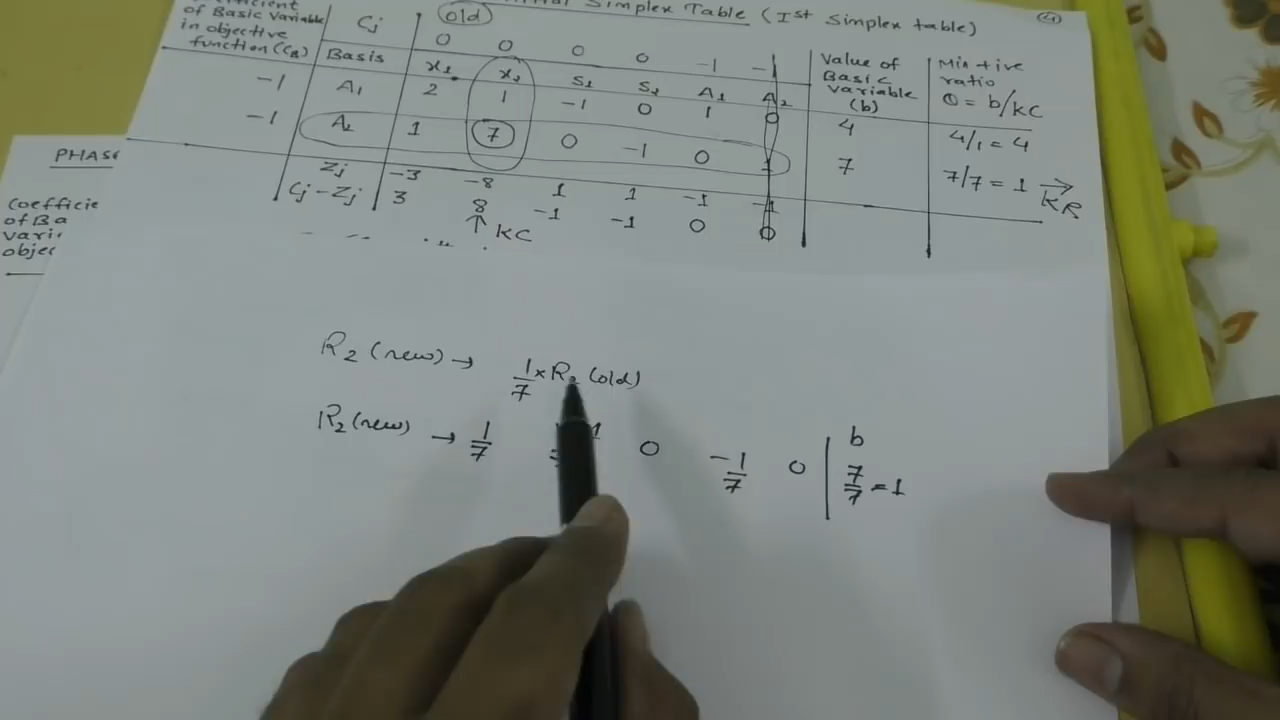 Simplex Table (Ist Simplex table) (4)
of Basic Variable in objective function (CB) Cj old 0 0 0 0 -1 -1
Basis x1 x2 S1 S2 A1 A2 Value of Basic Variable (b) Min +ive ratio θ = b/KC
-1 A1 2 1 -1 0 1 0 4 4/1 = 4
-1 A2 1 7 0 -1 0 1 7 7/7 = 1 → KR
Zj -3 -8 1 1 -1 -1
Cj - Zj 3 8 -1 -1 0 0
↑ KC
PHASE
Coefficie
of Ba
vari
objec
R2 (new) → 1/7 × R2 (old)
R2 (new) → 1/7 1 0 -1/7 0 | b 7/7 = 1